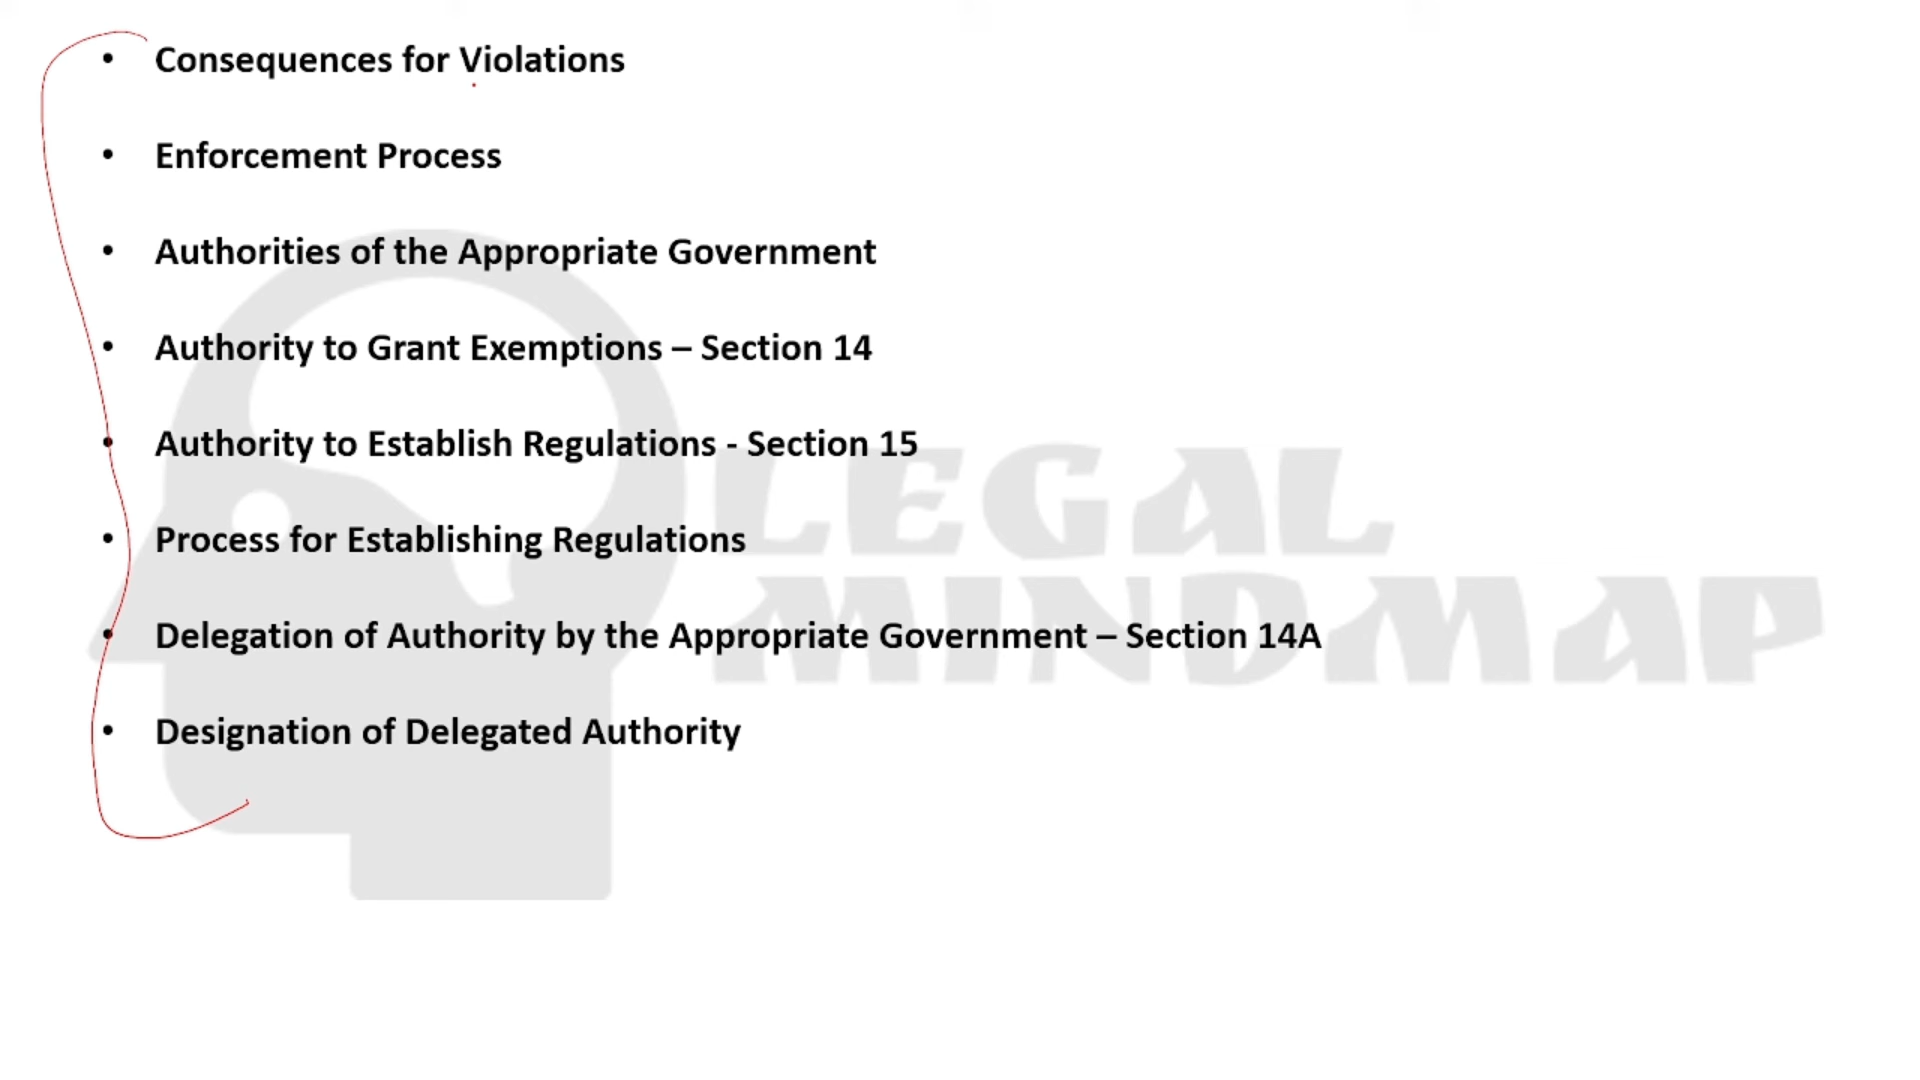 • Consequences for Violations
• Enforcement Process
• Authorities of the Appropriate Government
• Authority to Grant Exemptions – Section 14
• Authority to Establish Regulations - Section 15
• Process for Establishing Regulations
• Delegation of Authority by the Appropriate Government – Section 14A
• Designation of Delegated Authority
LEGAL
MINDMAP